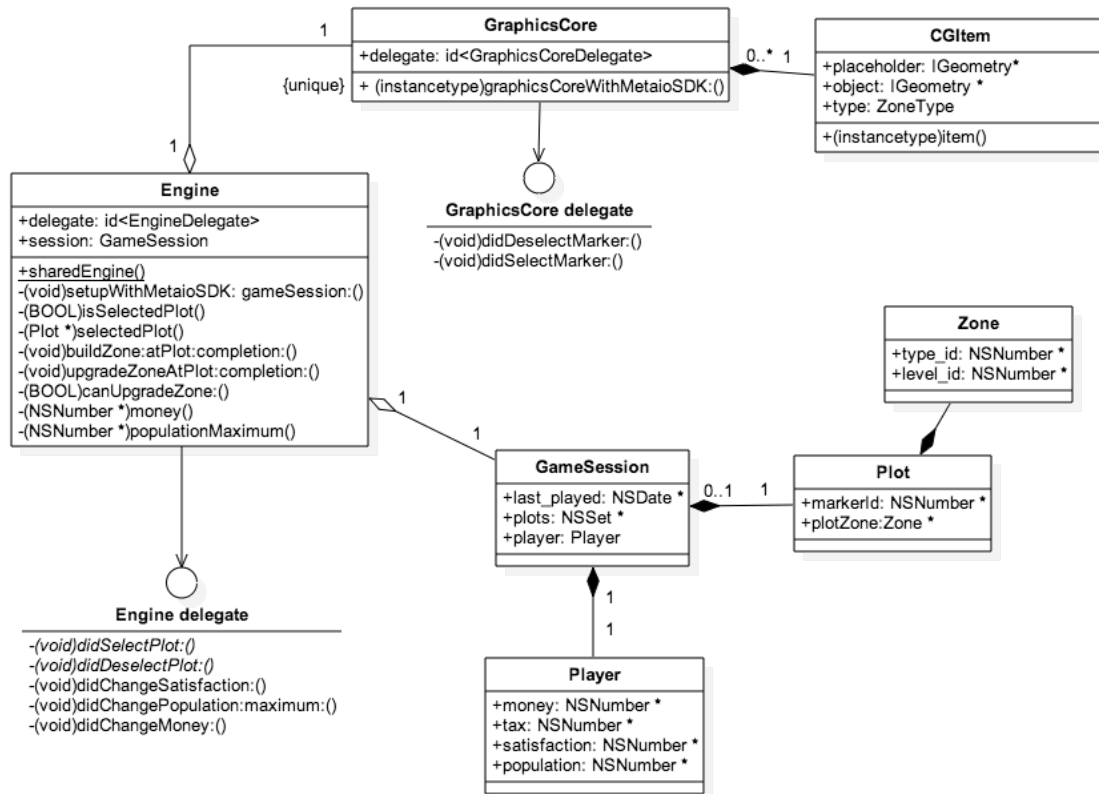 GraphicsCore
+delegate: id<GraphicsCoreDelegate>
+ (instancetype)graphicsCoreWithMetaioSDK:()
1
{unique}
1
0..*
1
CGItem
+placeholder: IGeometry*
+object: IGeometry *
+type: ZoneType
+(instancetype)item()
GraphicsCore delegate
-(void)didDeselectMarker:()
-(void)didSelectMarker:()
Engine
+delegate: id<EngineDelegate>
+session: GameSession
+sharedEngine()
-(void)setupWithMetaioSDK: gameSession:()
-(BOOL)isSelectedPlot()
-(Plot *)selectedPlot()
-(void)buildZone:atPlot:completion:()
-(void)upgradeZoneAtPlot:completion:()
-(BOOL)canUpgradeZone:()
-(NSNumber *)money()
-(NSNumber *)populationMaximum()
1
1
Zone
+type_id: NSNumber *
+level_id: NSNumber *
GameSession
+last_played: NSDate *
+plots: NSSet *
+player: Player
0..1
1
Plot
+markerId: NSNumber *
+plotZone:Zone *
1
1
Engine delegate
-(void)didSelectPlot:()
-(void)didDeselectPlot:()
-(void)didChangeSatisfaction:()
-(void)didChangePopulation:maximum:()
-(void)didChangeMoney:()
Player
+money: NSNumber *
+tax: NSNumber *
+satisfaction: NSNumber *
+population: NSNumber *